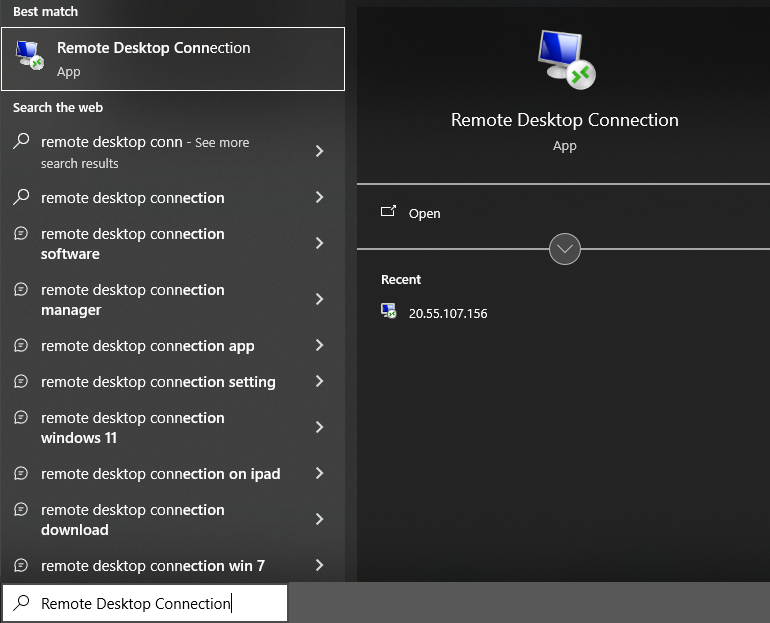 Best match
Remote Desktop Connection
App
Search the web
remote desktop conn - See more
search results
remote desktop connection
remote desktop connection
software
remote desktop connection
manager
remote desktop connection app
remote desktop connection setting
remote desktop connection
windows 11
remote desktop connection on ipad
remote desktop connection
download
remote desktop connection win 7
Remote Desktop Connection
Remote Desktop Connection
App
Open
Recent
20.55.107.156